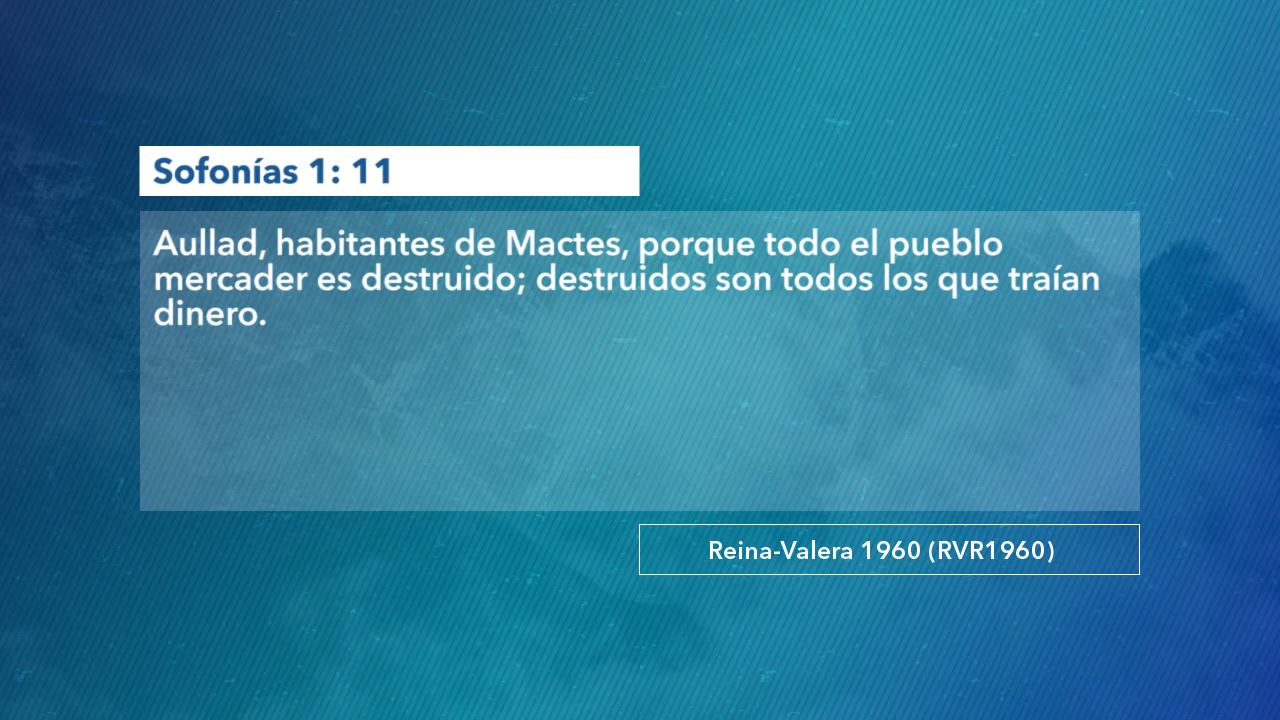 Sofonías 1: 11
Aullad, habitantes de Mactes, porque todo el pueblo
mercader es destruido; destruidos son todos los que traían
dinero.
Reina-Valera 1960 (RVR1960)